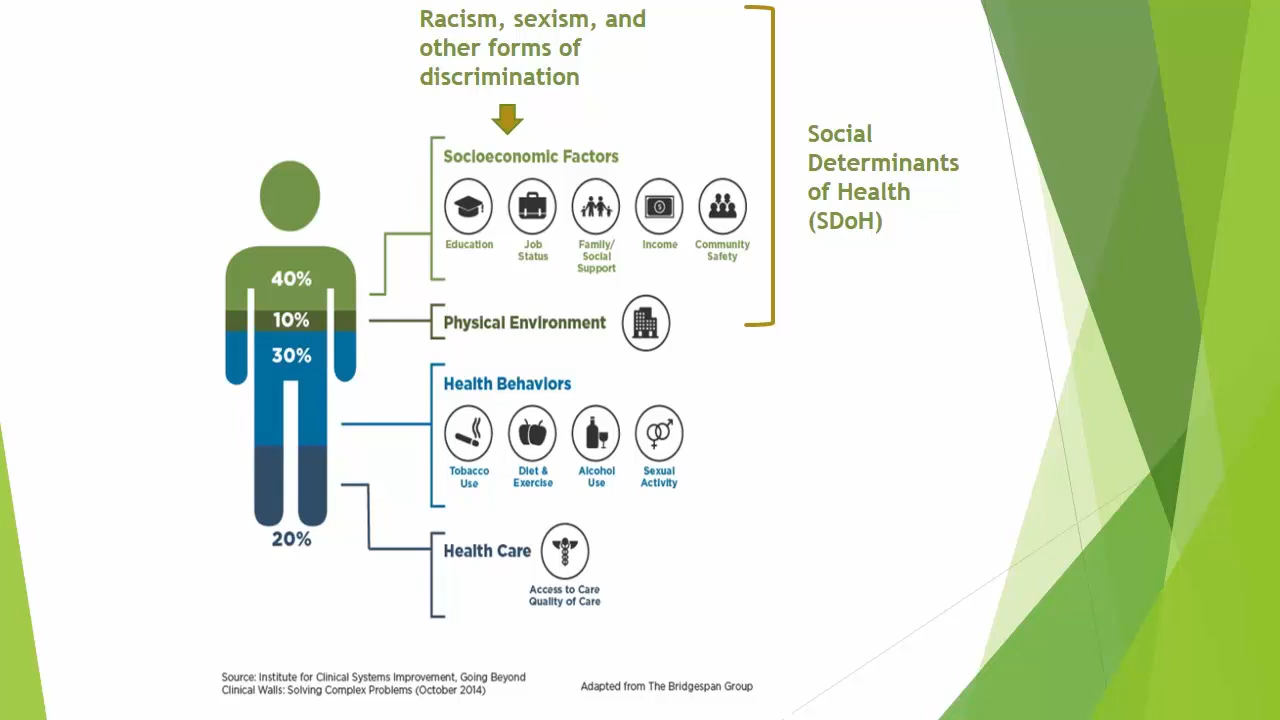 Racism, sexism, and
other forms of
discrimination
Social
Determinants
of Health
(SDoH)
Socioeconomic Factors
Education
Job
Status
Family/
Social
Support
Income
Community
Safety
40%
10%
Physical Environment
30%
Health Behaviors
Tobacco
Use
Diet &
Exercise
Alcohol
Use
Sexual
Activity
20%
Health Care
Access to Care
Quality of Care
Source: Institute for Clinical Systems Improvement, Going Beyond
Clinical Walls: Solving Complex Problems (October 2014)
Adapted from The Bridgespan Group